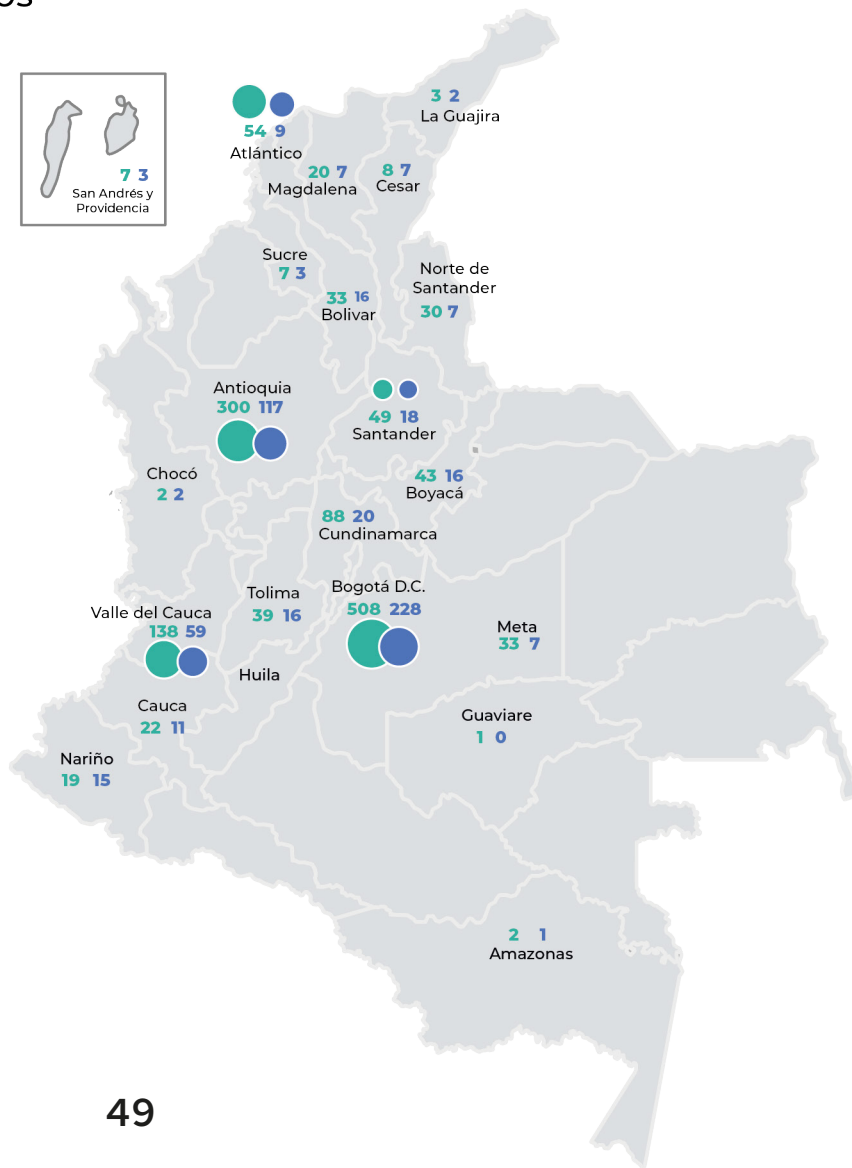 3 2
La Guajira
54 9
Atlántico
20 7
Magdalena
8 7
Cesar
7 3
San Andrés y
Providencia
Sucre
7 3
Norte de
Santander
30 7
33 16
Bolivar
Antioquia
300 117
49 18
Santander
Chocó
2 2
43 16
Boyacá
88 20
Cundinamarca
Tolima
39 16
Bogotá D.C.
508 228
Valle del Cauca
138 59
Meta
33 7
Huila
Cauca
22 11
Guaviare
1 0
Nariño
19 15
2 1
Amazonas
49